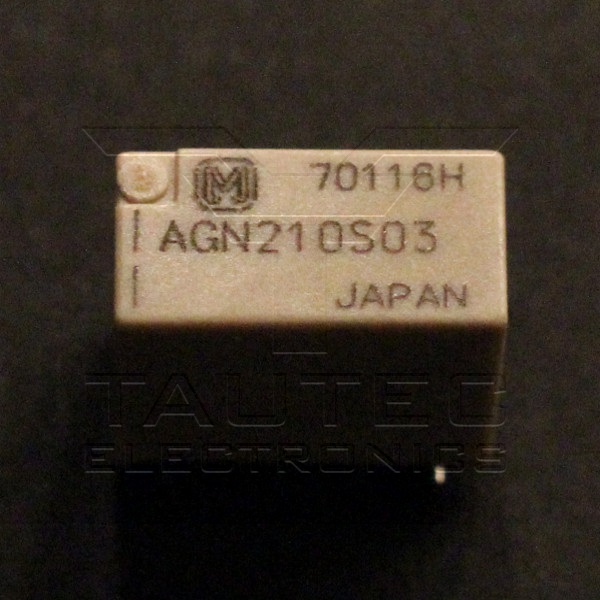 M 70116H
AGN210S03
JAPAN
TAUTEC
ELECTRONICS